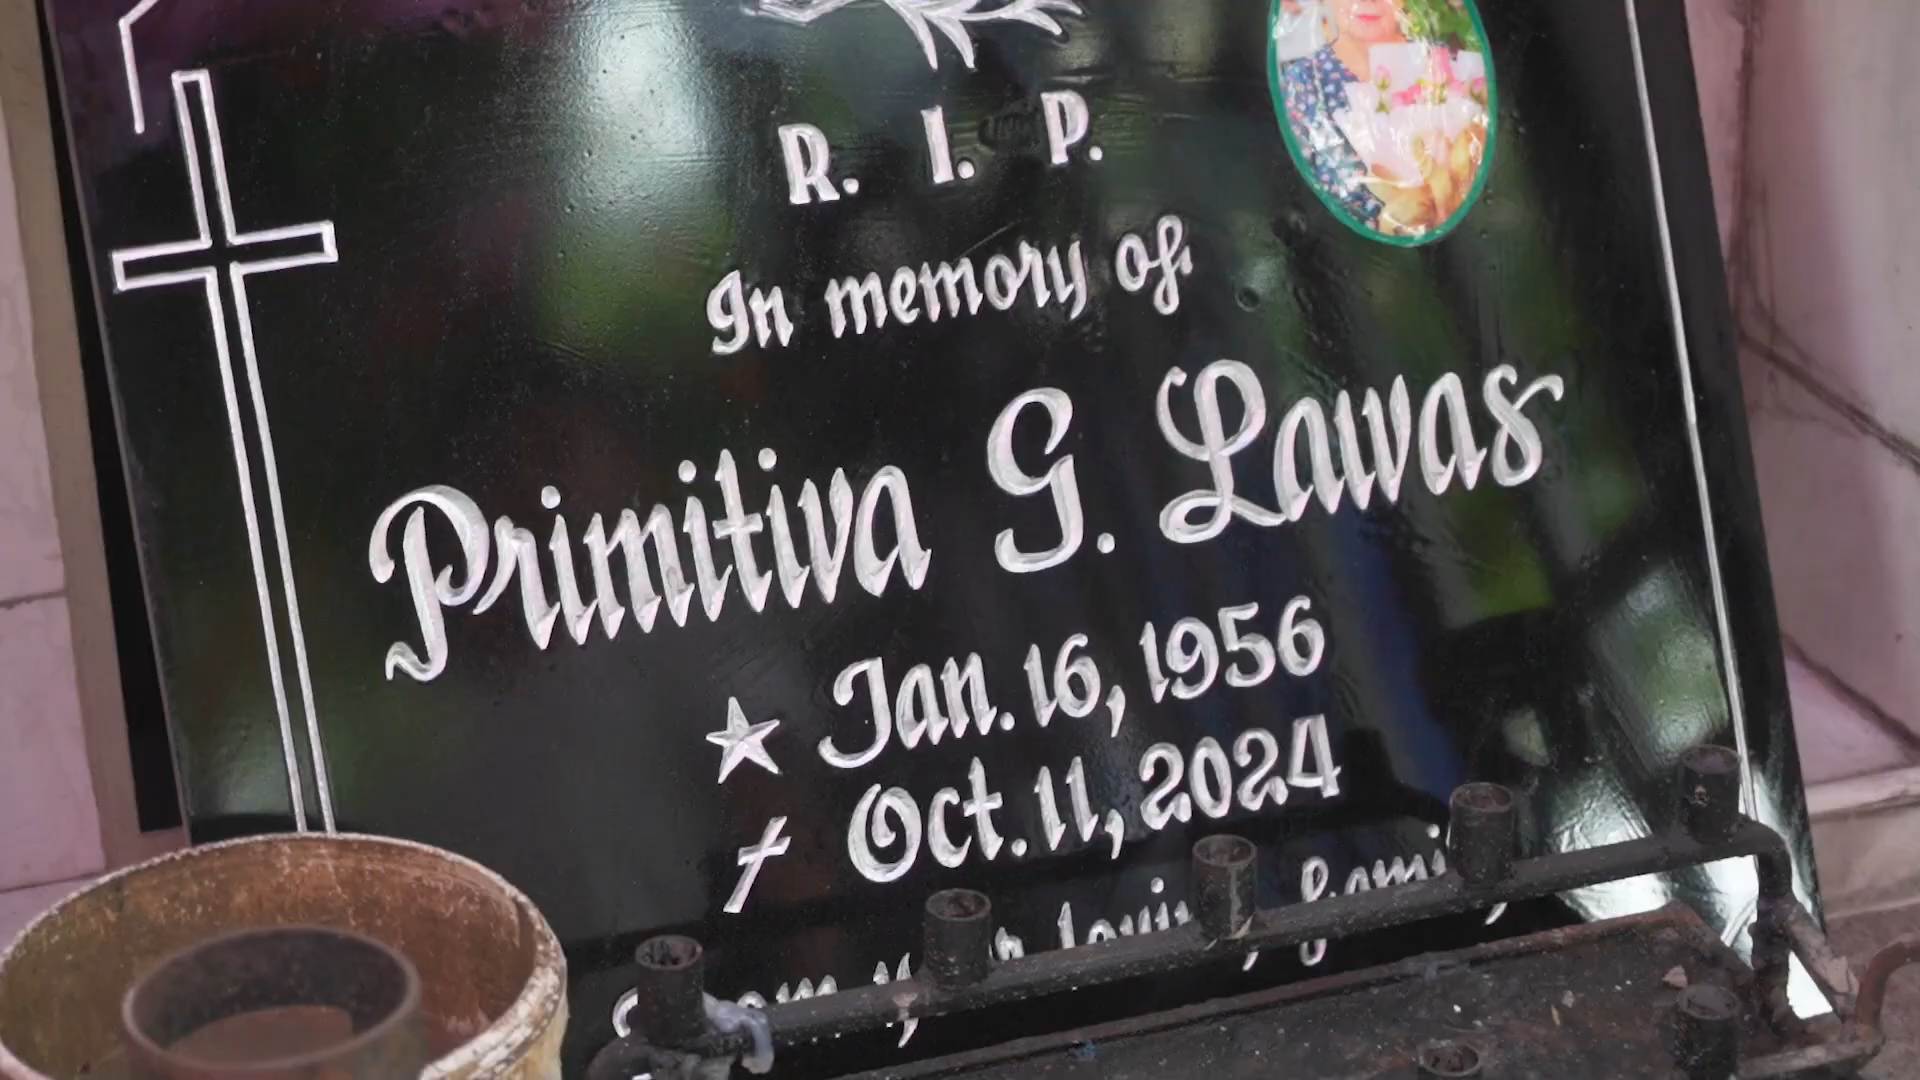 R. I. P.
In memory of:
Primitiva G. Lawas
Jan. 16, 1956
Oct. 11, 2024